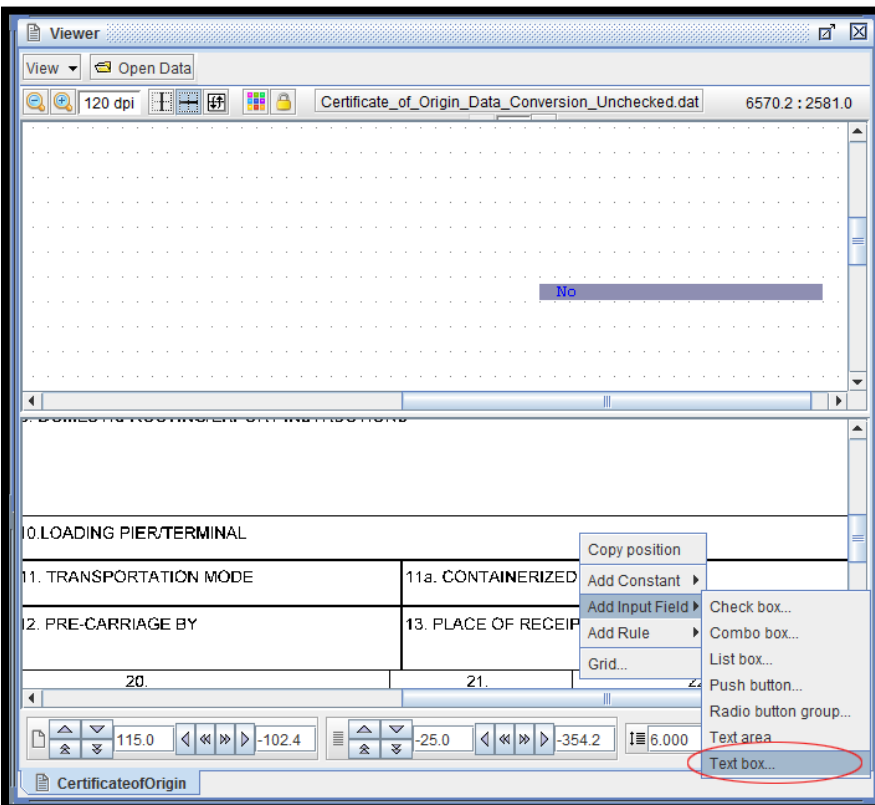 Viewer
View Open Data
120 dpi Certificate_of_Origin_Data_Conversion_Unchecked.dat 6570.2 : 2581.0
No
10.LOADING PIER/TERMINAL
11. TRANSPORTATION MODE 11a. CONTAINERIZED
12. PRE-CARRIAGE BY 13. PLACE OF RECEIP
20. 21.
Copy position
Add Constant
Add Input Field
Add Rule
Grid...
Check box...
Combo box...
List box...
Push button...
Radio button group...
Text area
Text box...
115.0 -102.4 -25.0 -354.2 6.000
CertificateofOrigin